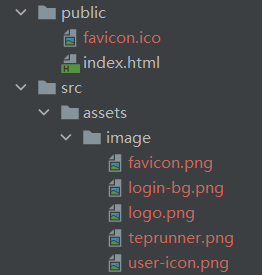 public
favicon.ico
index.html
src
assets
image
favicon.png
login-bg.png
logo.png
teprunner.png
user-icon.png